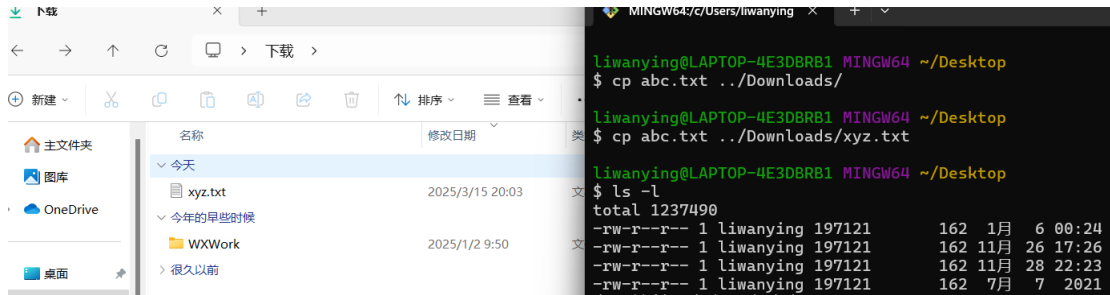 下载
下载
新建
排序
查看
名称
修改日期
类
主文件夹
图库
OneDrive
桌面
今天
xyz.txt
2025/3/15 20:03
文
今年的早些时候
WXWork
2025/1/2 9:50
文
很久以前
MINGW64:/c/Users/liwanying
liwanying@LAPTOP-4E3DBRB1 MINGW64 ~/Desktop
$ cp abc.txt ../Downloads/
liwanying@LAPTOP-4E3DBRB1 MINGW64 ~/Desktop
$ cp abc.txt ../Downloads/xyz.txt
liwanying@LAPTOP-4E3DBRB1 MINGW64 ~/Desktop
$ ls -l
total 1237490
-rw-r--r-- 1 liwanying 197121 162 1月 6 00:24
-rw-r--r-- 1 liwanying 197121 162 11月 26 17:26
-rw-r--r-- 1 liwanying 197121 162 11月 28 22:23
-rw-r--r-- 1 liwanying 197121 162 7月 7 2021